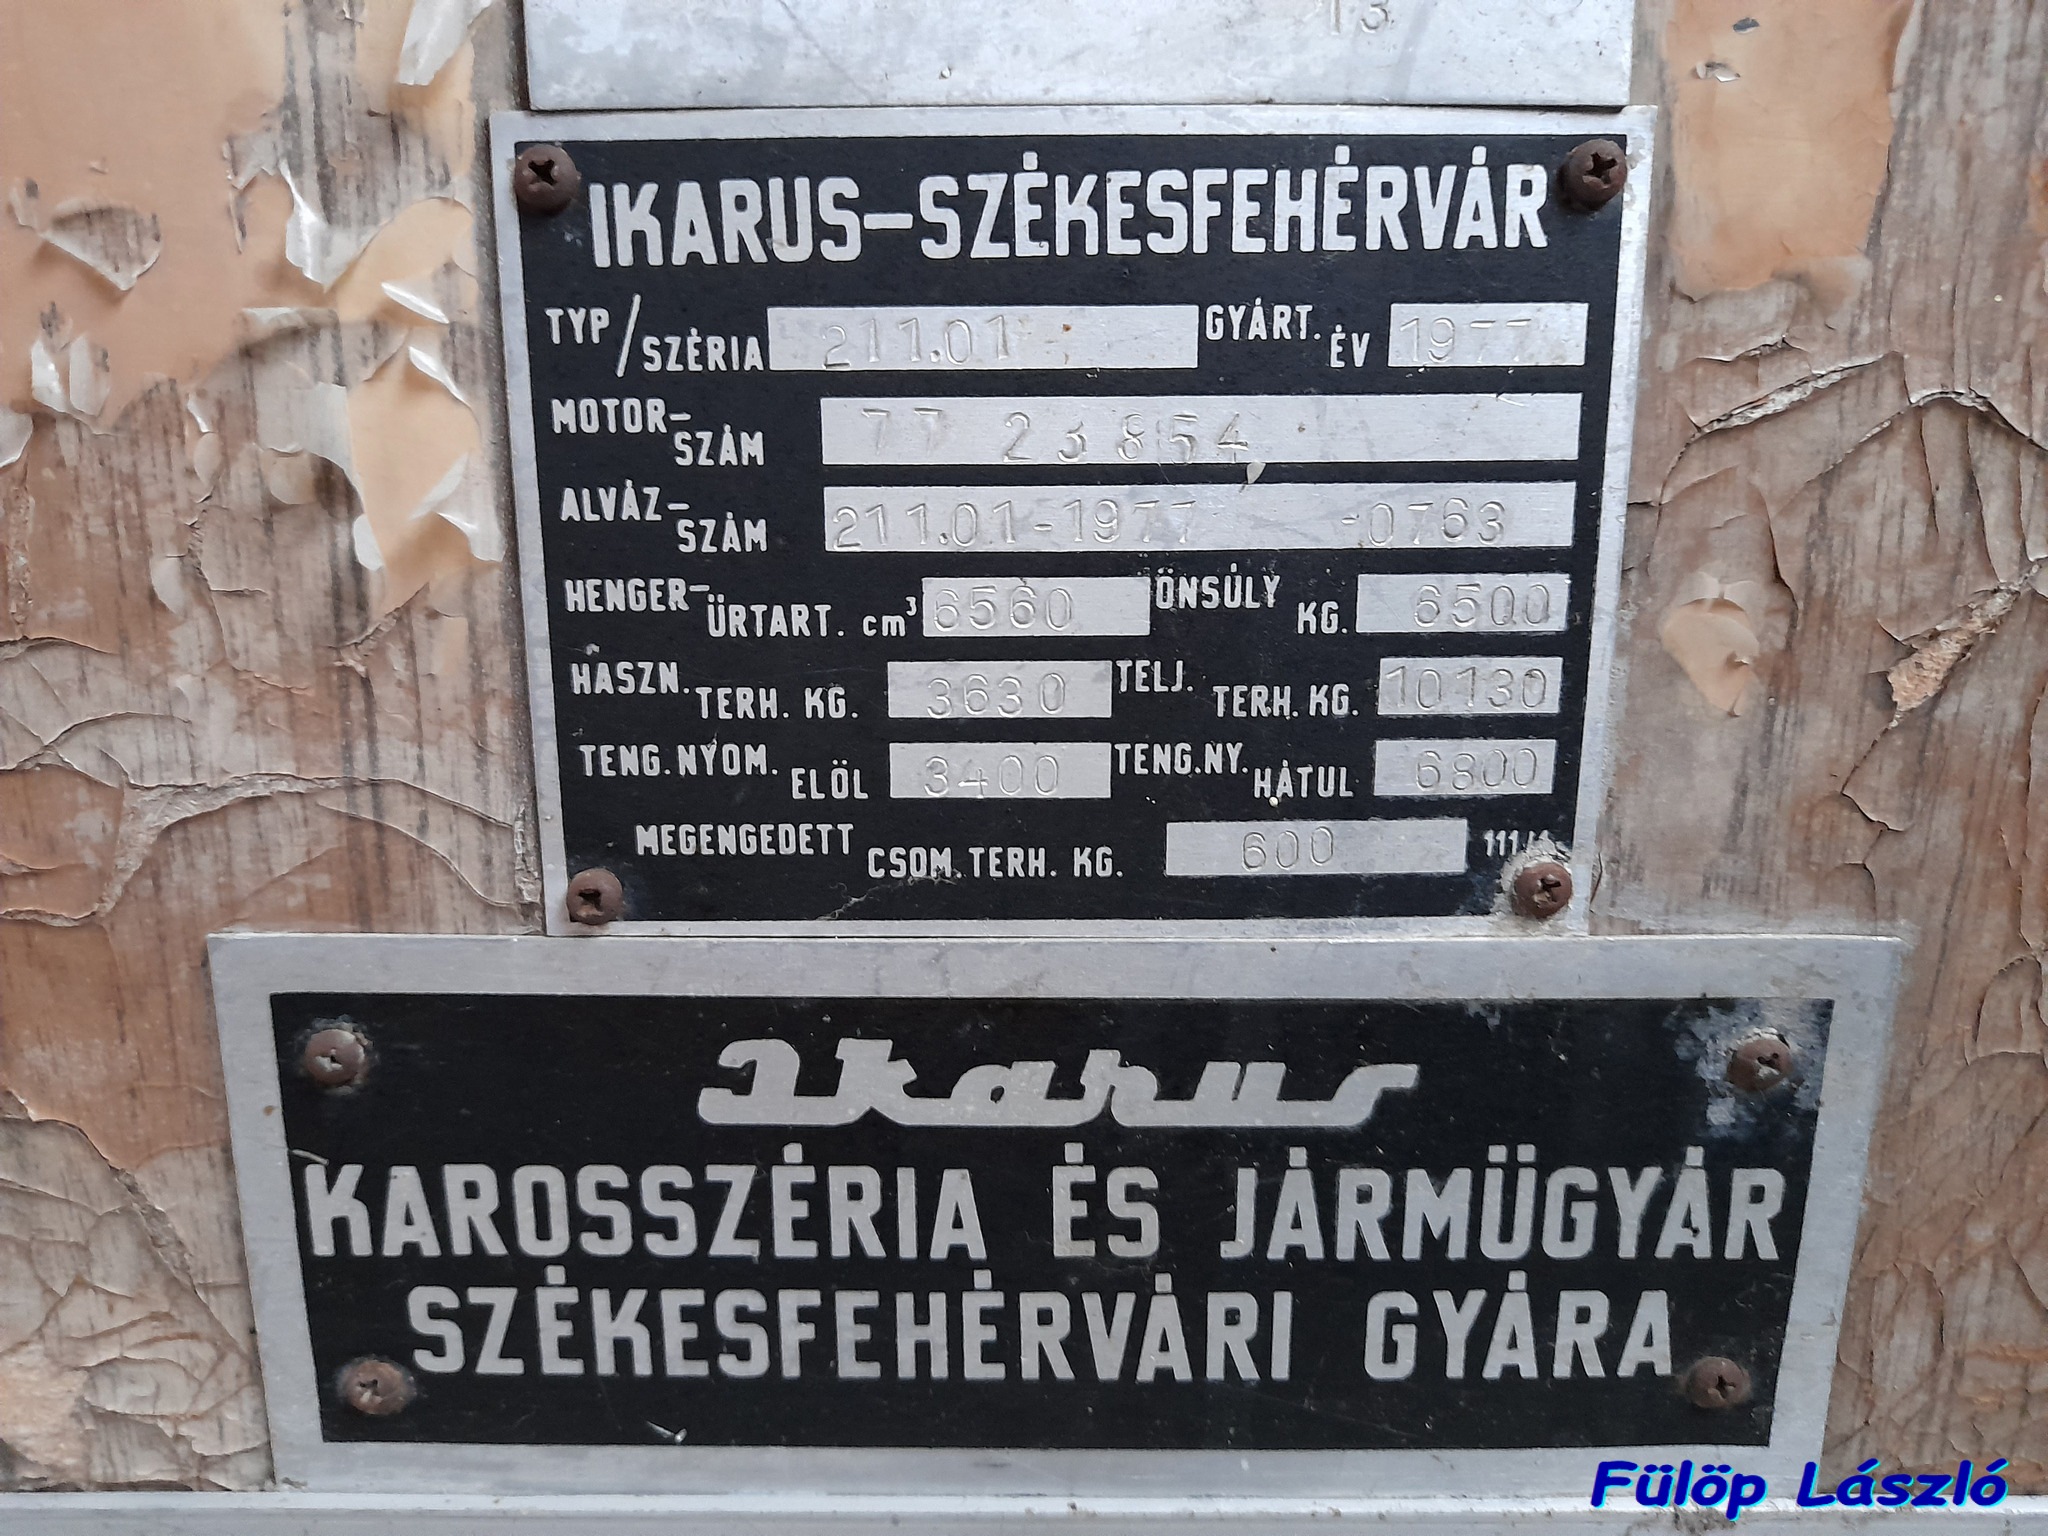 13
IKARUS-SZÉKESFEHÉRVÁR
TYP/SZÉRIA 211.01 GYÁRT. ÉV 1977
MOTOR-SZÁM 77 23854
ALVÁZ-SZÁM 211.01-1977 -0763
HENGER-ÜRTART. cm³ 6560 ÖNSÚLY KG. 6500
HASZN. TERH. KG. 3630 TELJ. TERH. KG. 10130
TENG.NYOM. ELÖL 3400 TENG.NY. HÁTUL 6800
MEGENGEDETT CSOM.TERH. KG. 600
Ikarus
KAROSSZÉRIA ÉS JÁRMÜGYÁR
SZÉKESFEHÉRVÁRI GYÁRA
Fülöp László